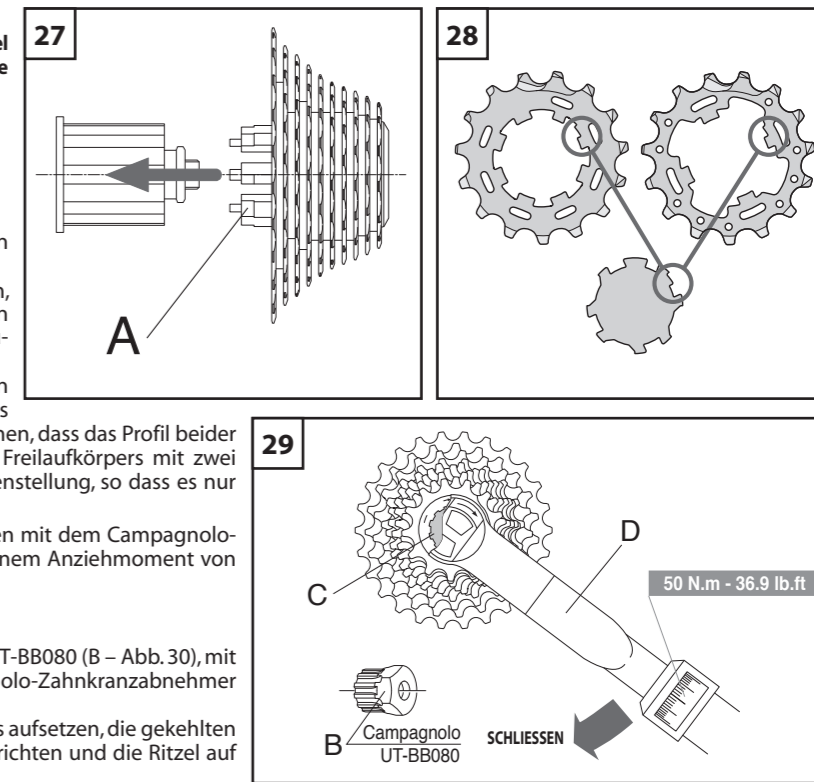 el
e
27
A
28
n
n,
n
-
n
s
nen, dass das Profil beider
Freilaufkörpers mit zwei
enstellung, so dass es nur
en mit dem Campagnolo-
nem Anziehmoment von
T-BB080 (B – Abb. 30), mit
olo-Zahnkranzabnehmer
s aufsetzen, die gekehlten
richten und die Ritzel auf
29
D
C
50 N.m - 36.9 lb.ft
B
Campagnolo
UT-BB080
SCHLIESSEN